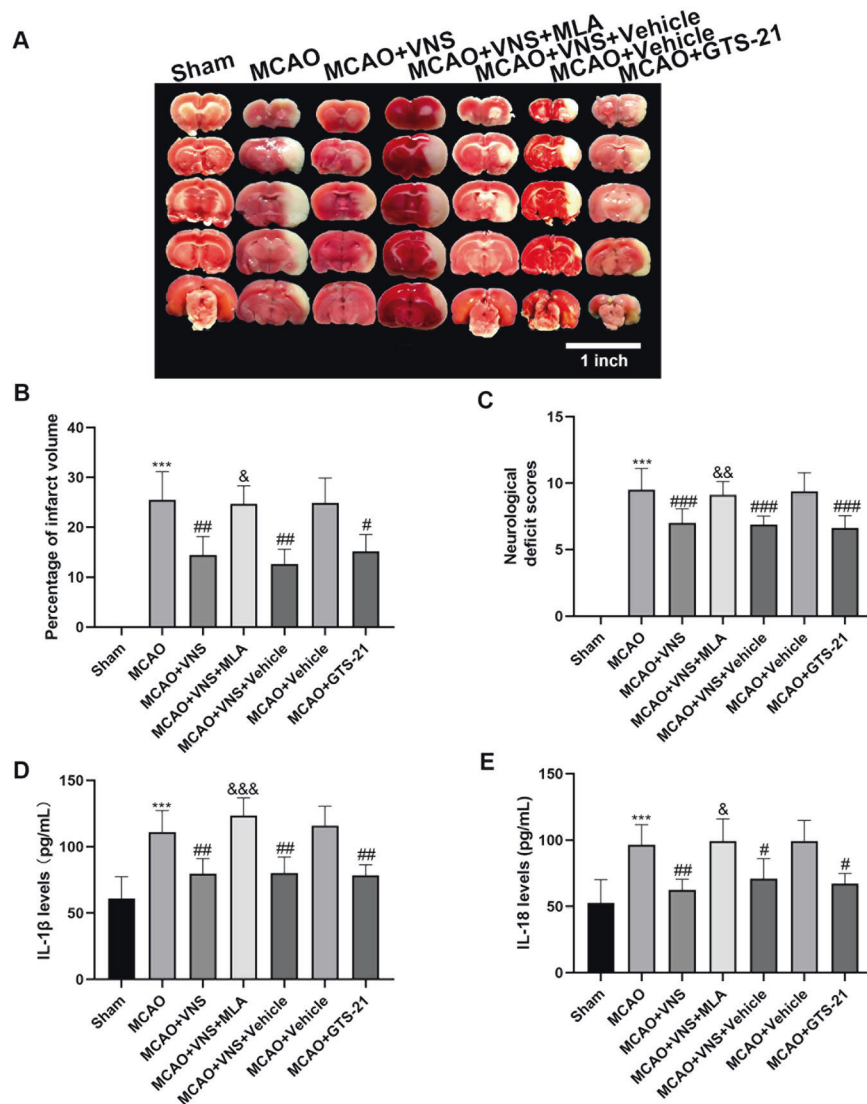 A
Sham
MCAO
MCAO+VNS
MCAO+VNS+MLA
MCAO+VNS+Vehicle
MCAO+Vehicle
MCAO+GTS-21
1 inch
B
Percentage of infarct volume
40
30
20
10
0
***
##
&
##
#
Sham
MCAO
MCAO+VNS
MCAO+VNS+MLA
MCAO+VNS+Vehicle
MCAO+Vehicle
MCAO+GTS-21
C
Neurological
deficit scores
15
10
5
0
***
###
&&
###
###
Sham
MCAO
MCAO+VNS
MCAO+VNS+MLA
MCAO+VNS+Vehicle
MCAO+Vehicle
MCAO+GTS-21
D
IL-1β levels (pg/mL)
150
100
50
0
***
##
&&&
##
##
Sham
MCAO
MCAO+VNS
MCAO+VNS+MLA
MCAO+VNS+Vehicle
MCAO+Vehicle
MCAO+GTS-21
E
IL-18 levels (pg/mL)
150
100
50
0
***
##
&
#
#
Sham
MCAO
MCAO+VNS
MCAO+VNS+MLA
MCAO+VNS+Vehicle
MCAO+Vehicle
MCAO+GTS-21